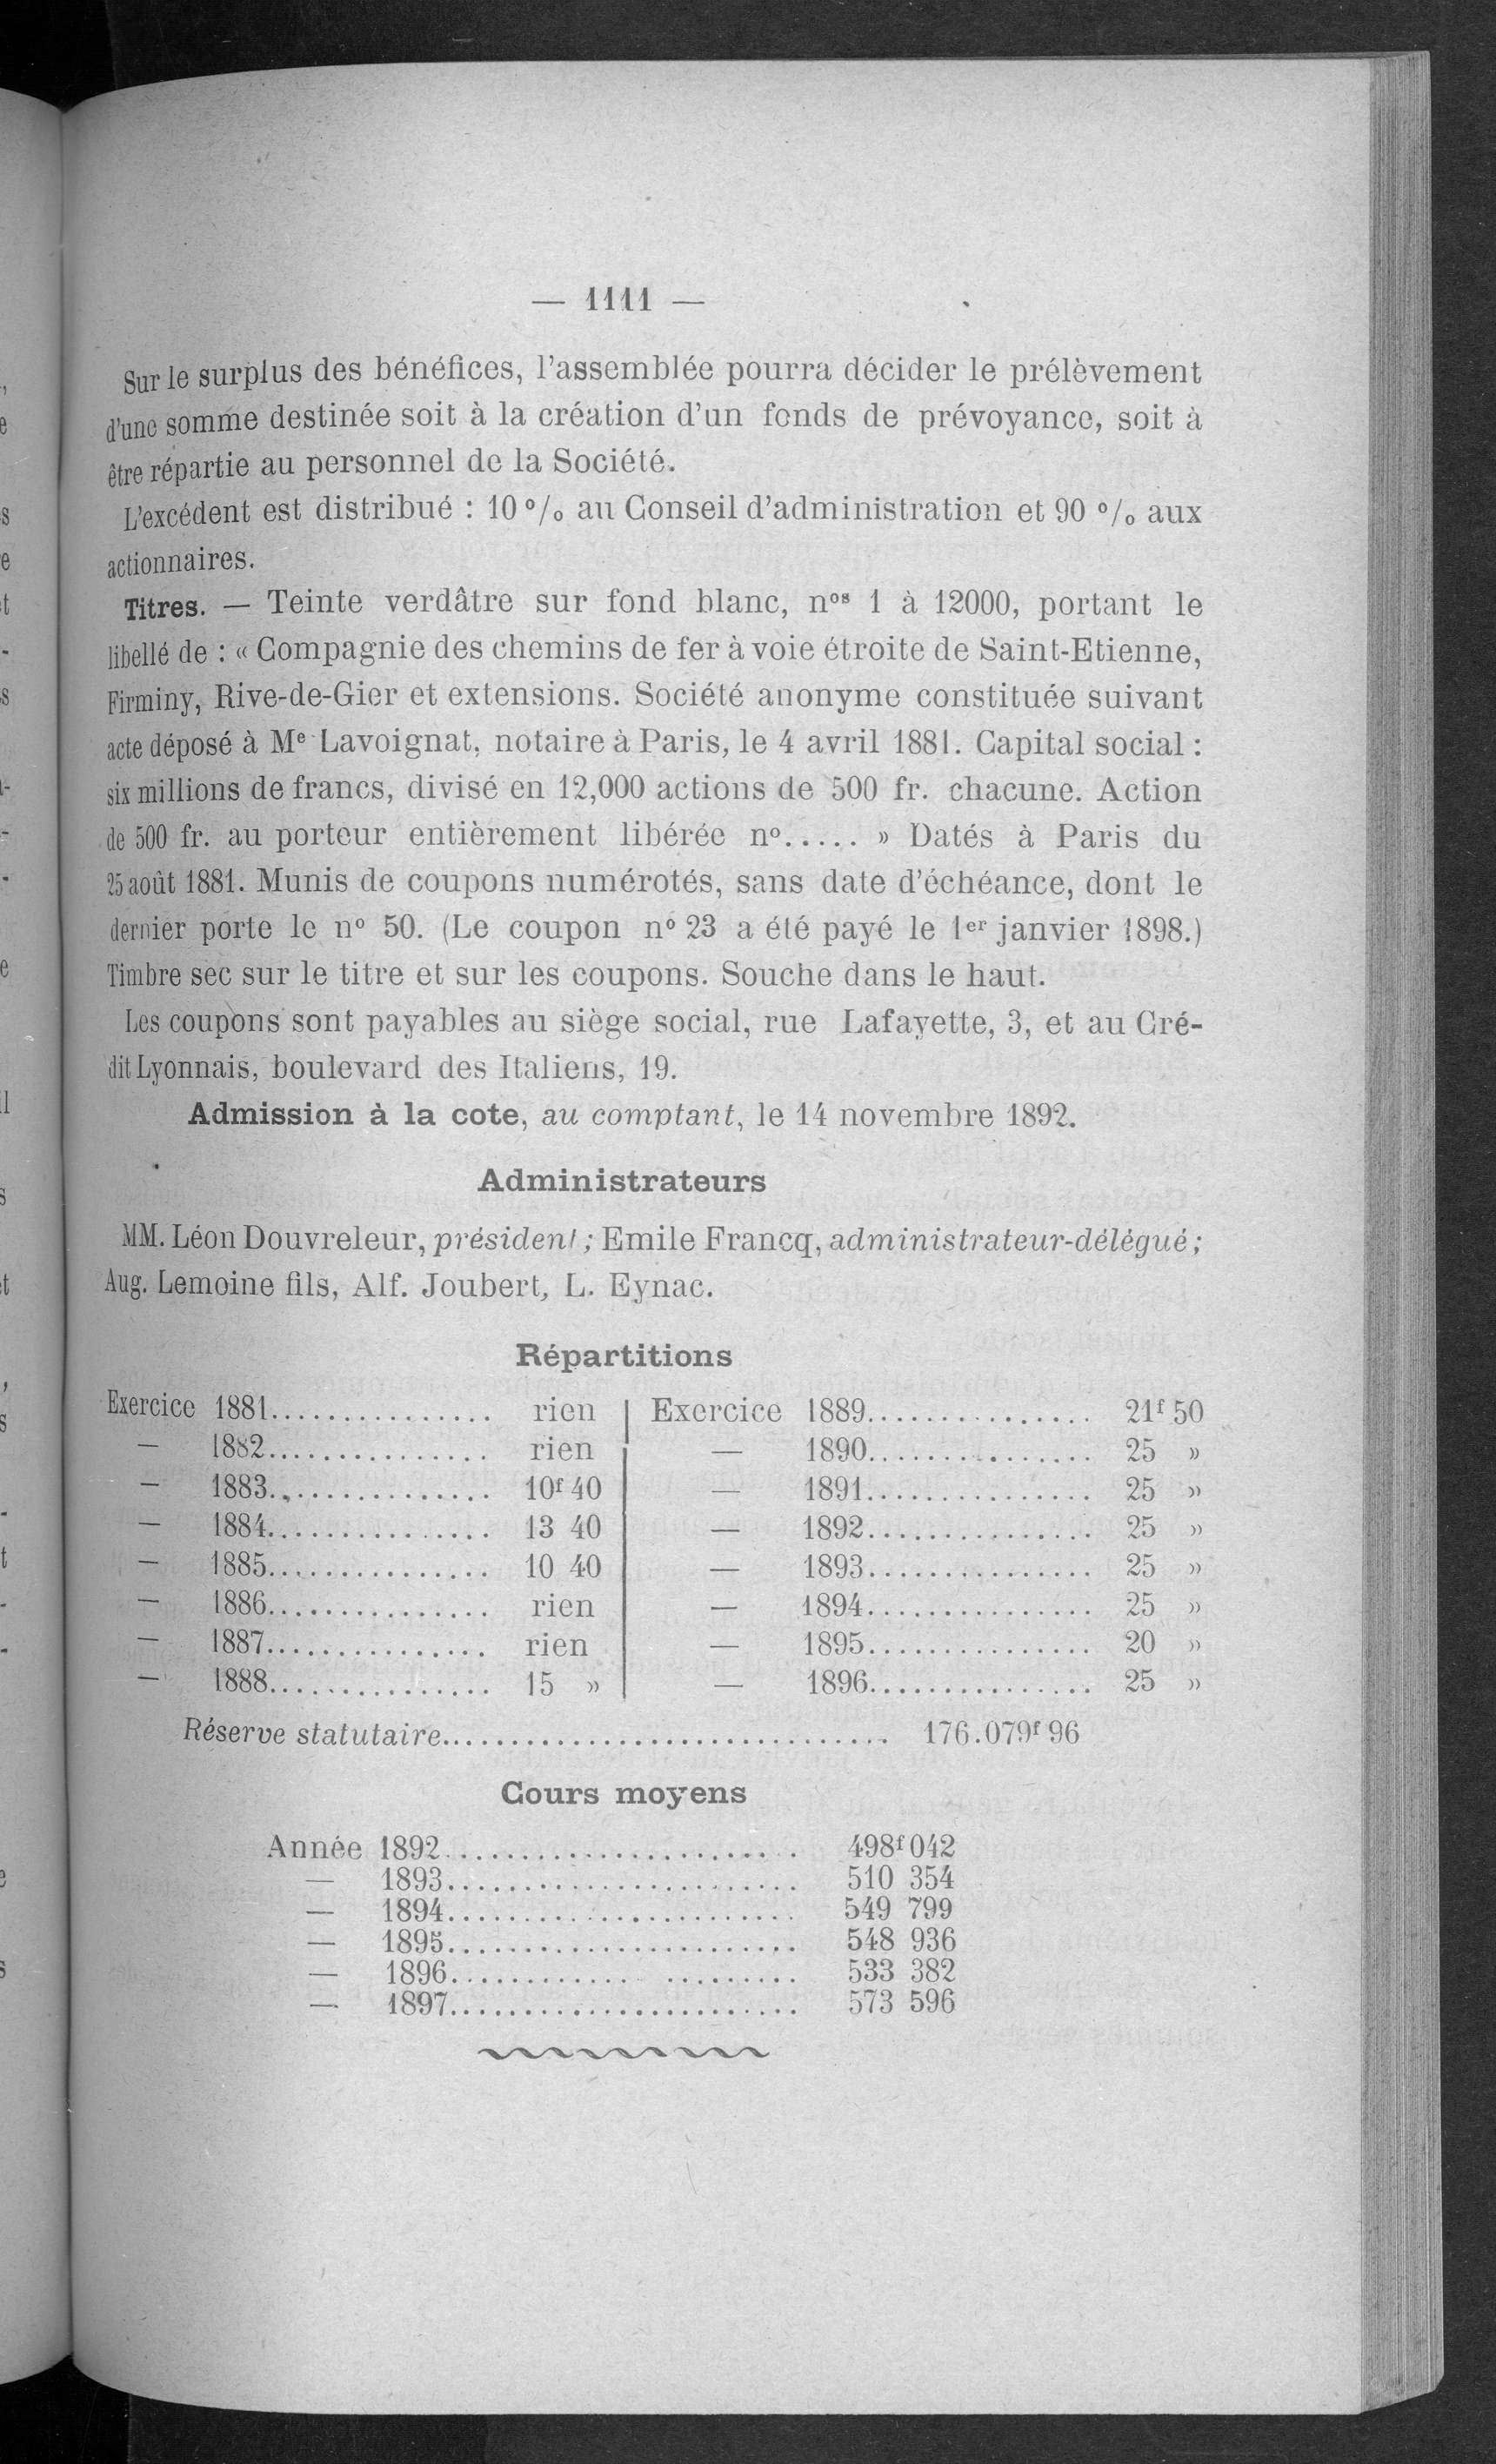 — 1111 —
Sur le surplus des bénéfices, l'assemblée pourra décider le prélèvement
d'une somme destinée soit à la création d'un fonds de prévoyance, soit à
être répartie au personnel de la Société.
L'excédent est distribué : 10 % au Conseil d'administration et 90 % aux
actionnaires.
Titres. — Teinte verdâtre sur fond blanc, nos 1 à 12000, portant le
libellé de : « Compagnie des chemins de fer à voie étroite de Saint-Etienne,
Firminy, Rive-de-Gier et extensions. Société anonyme constituée suivant
acte déposé à Me Lavoignat, notaire à Paris, le 4 avril 1881. Capital social :
six millions de francs, divisé en 12,000 actions de 500 fr. chacune. Action
de 500 fr. au porteur entièrement libérée no..... » Datés à Paris du
25 août 1881. Munis de coupons numérotés, sans date d'échéance, dont le
dernier porte le no 50. (Le coupon no 23 a été payé le 1er janvier 1898.)
Timbre sec sur le titre et sur les coupons. Souche dans le haut.
Les coupons sont payables au siège social, rue Lafayette, 3, et au Cré-
dit Lyonnais, boulevard des Italiens, 19.
Admission à la cote, au comptant, le 14 novembre 1892.
Administrateurs
MM. Léon Douvreleur, président ; Emile Francq, administrateur-délégué ;
Aug. Lemoine fils, Alf. Joubert, L. Eynac.
Répartitions
Exercice 1881................ rien | Exercice 1889................ 21f 50
— 1882................ rien | — 1890................ 25 »
— 1883................ 10f 40 | — 1891................ 25 »
— 1884................ 13 40 | — 1892................ 25 »
— 1885................ 10 40 | — 1893................ 25 »
— 1886................ rien | — 1894................ 25 »
— 1887................ rien | — 1895................ 20 »
— 1888................ 15 » | — 1896................ 25 »
Réserve statutaire................................ 176.079f 96
Cours moyens
Année 1892........................ 498f 042
— 1893........................ 510 354
— 1894........................ 549 799
— 1895........................ 548 936
— 1896........................ 533 382
— 1897........................ 573 596